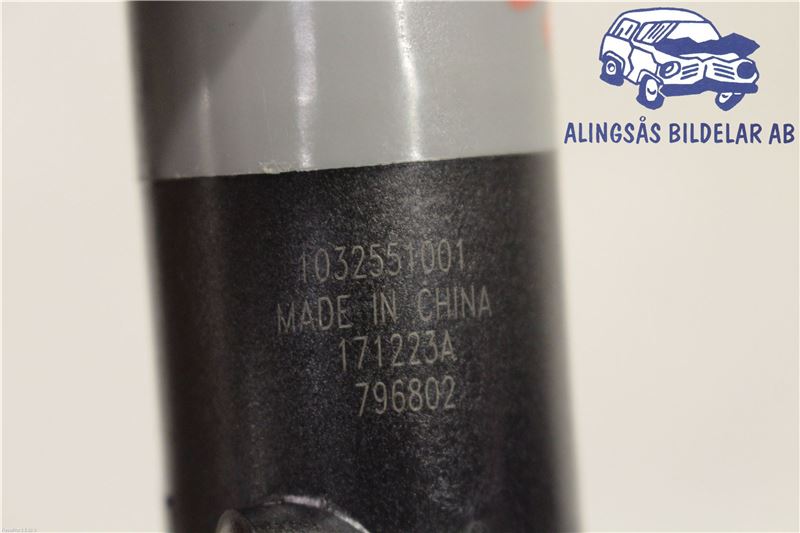 ALINGSÅS BILDELAR AB
1032551001
MADE IN CHINA
171223A
796802